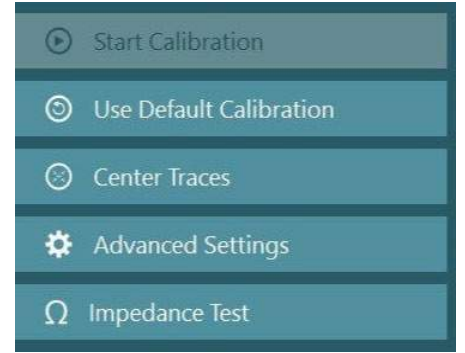 Start Calibration
Use Default Calibration
Center Traces
Advanced Settings
Ω Impedance Test